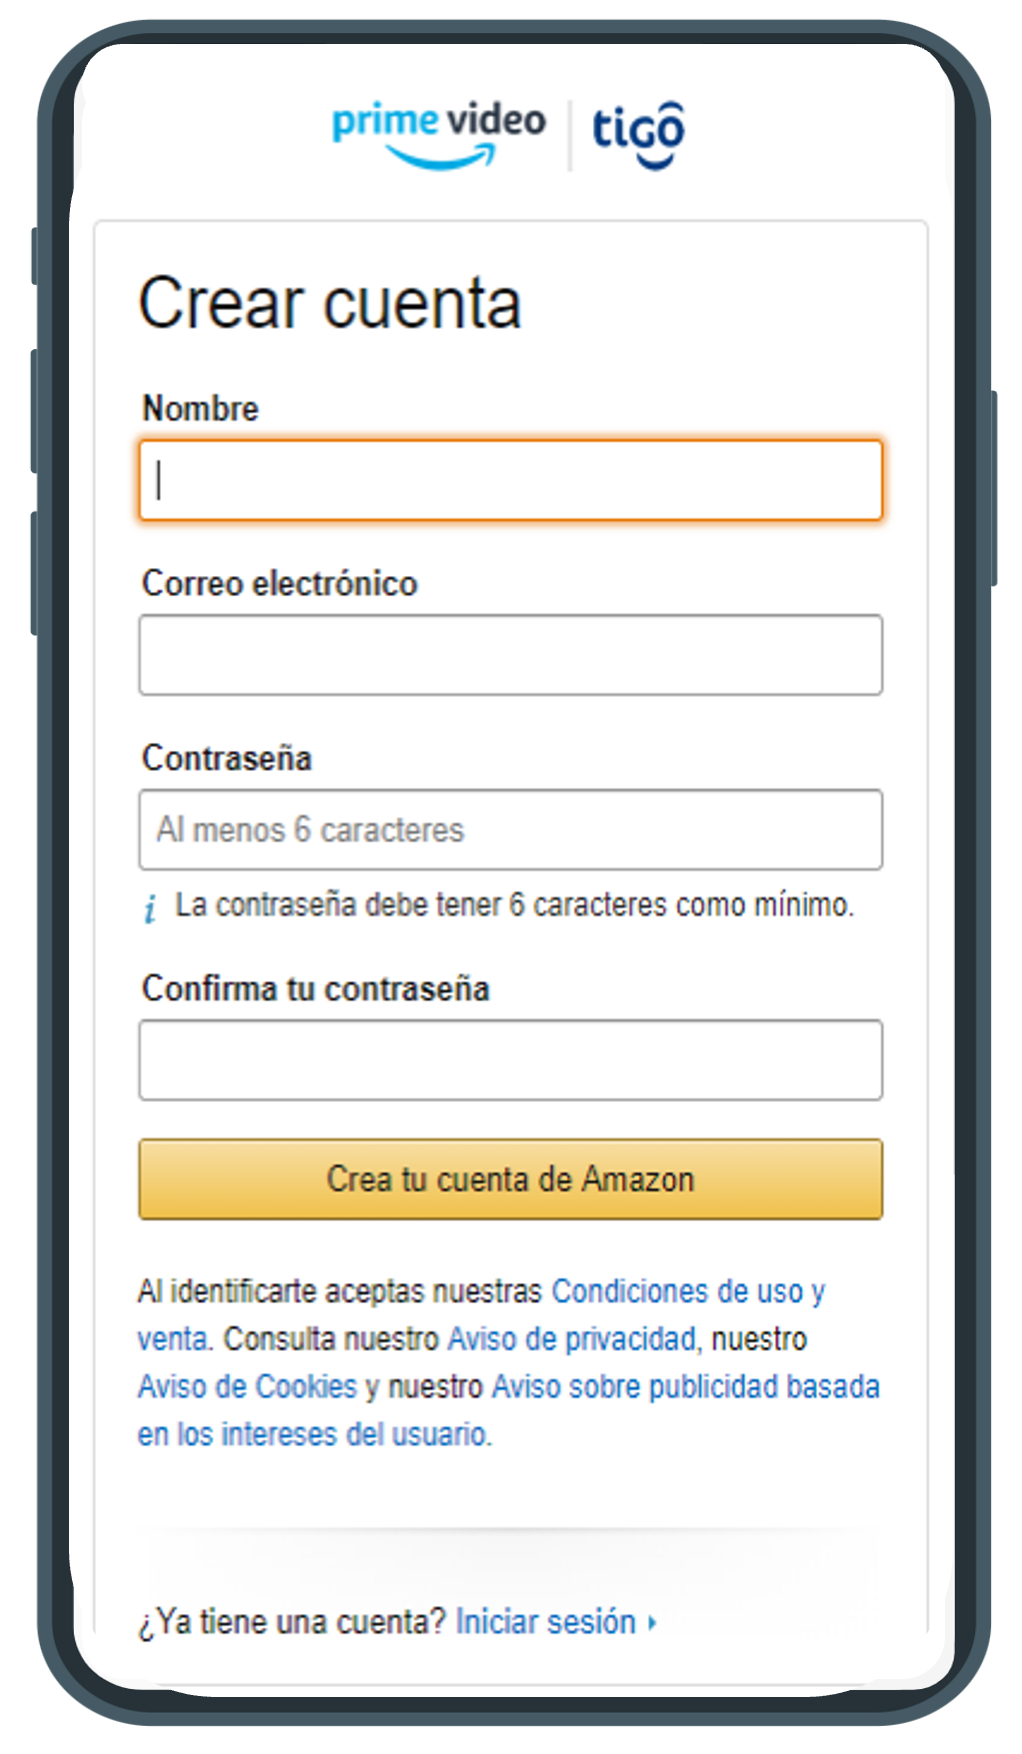 prime video | tigo
Crear cuenta
Nombre
Correo electrónico
Contraseña
Al menos 6 caracteres
i La contraseña debe tener 6 caracteres como mínimo.
Confirma tu contraseña
Crea tu cuenta de Amazon
Al identificarte aceptas nuestras Condiciones de uso y
venta. Consulta nuestro Aviso de privacidad, nuestro
Aviso de Cookies y nuestro Aviso sobre publicidad basada
en los intereses del usuario.
¿Ya tiene una cuenta? Iniciar sesión